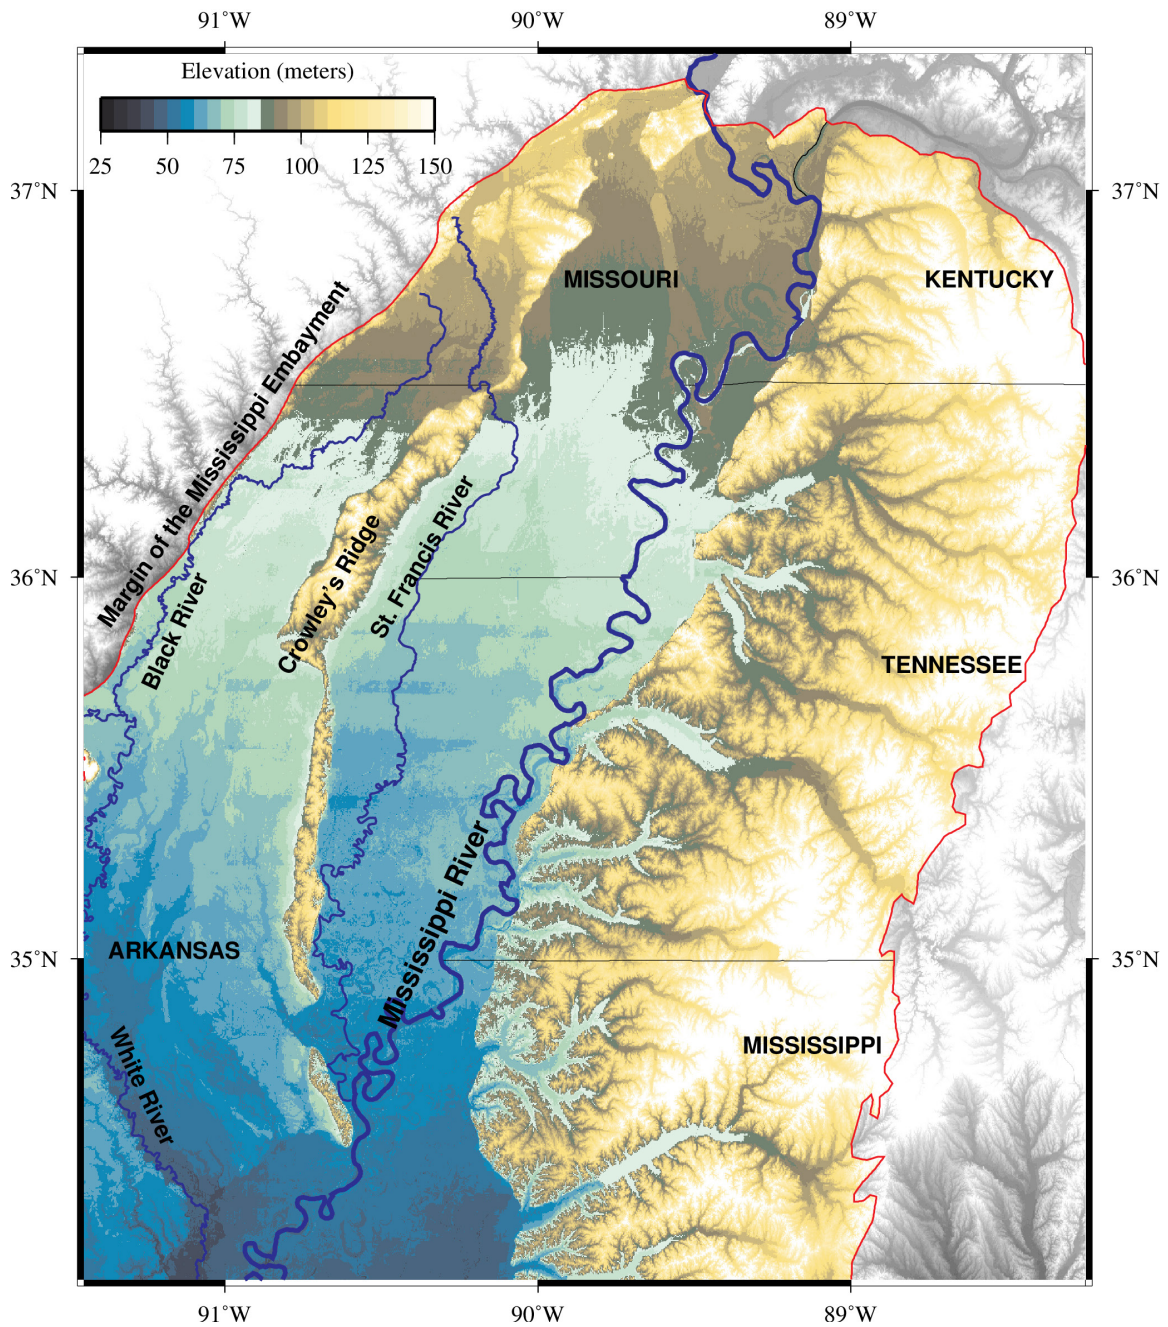 91°W 90°W 89°W
Elevation (meters)
25 50 75 100 125 150
37°N 37°N
MISSOURI KENTUCKY
Margin of the Mississippi Embayment
36°N 36°N
Crowley's Ridge
St. Francis River
Black River
TENNESSEE
Mississippi River
35°N 35°N
ARKANSAS
MISSISSIPPI
White River
91°W 90°W 89°W